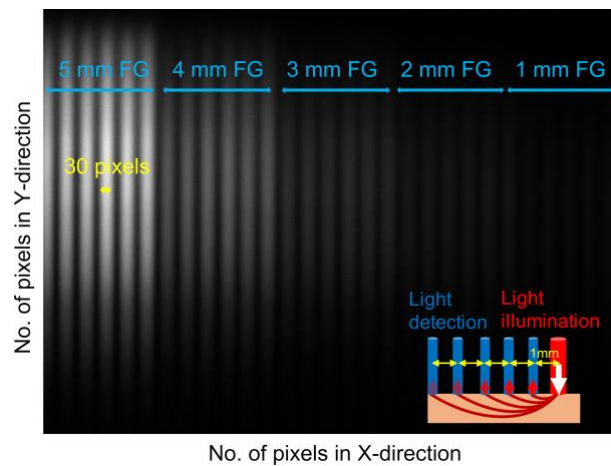 5 mm FG
4 mm FG
3 mm FG
2 mm FG
1 mm FG
30 pixels
No. of pixels in Y-direction
Light detection
Light illumination
1mm
No. of pixels in X-direction